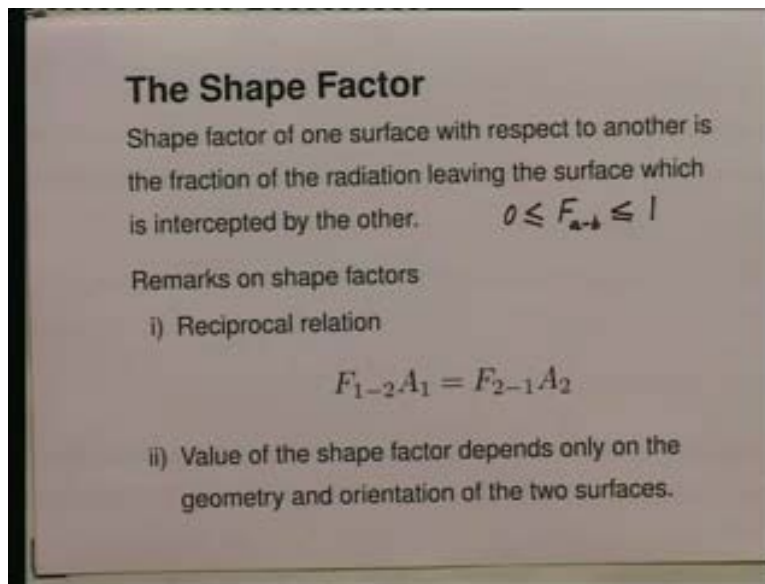 The Shape Factor
Shape factor of one surface with respect to another is
the fraction of the radiation leaving the surface which
is intercepted by the other. 0 ≤ F_{a-b} ≤ 1
Remarks on shape factors
i) Reciprocal relation
F_{1-2}A_1 = F_{2-1}A_2
ii) Value of the shape factor depends only on the
geometry and orientation of the two surfaces.